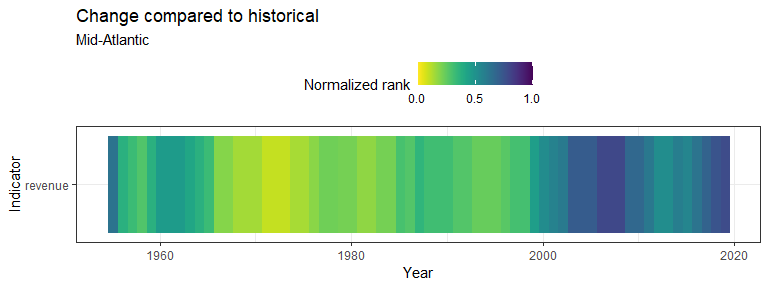 Change compared to historical
Mid-Atlantic
Normalized rank
0.0 0.5 1.0
Indicator
revenue
1960 1980 2000 2020
Year